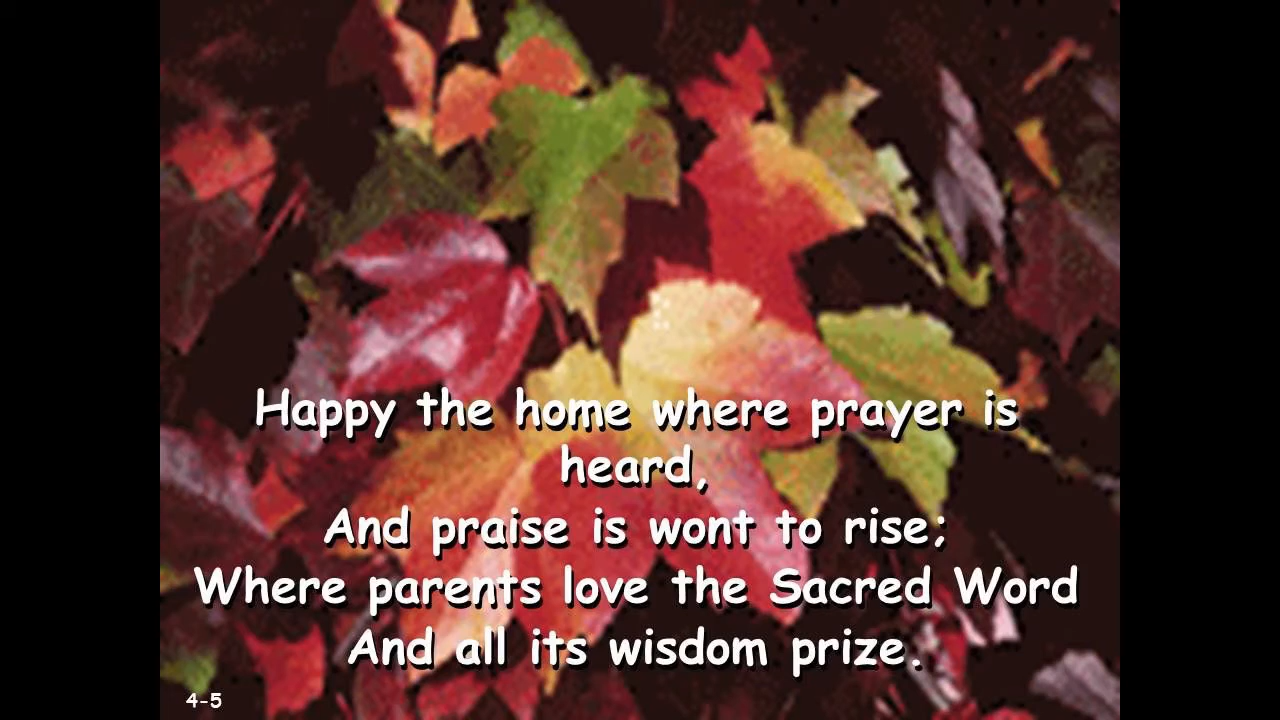 Happy the home where prayer is
heard,
And praise is wont to rise;
Where parents love the Sacred Word
And all its wisdom prize.
4-5